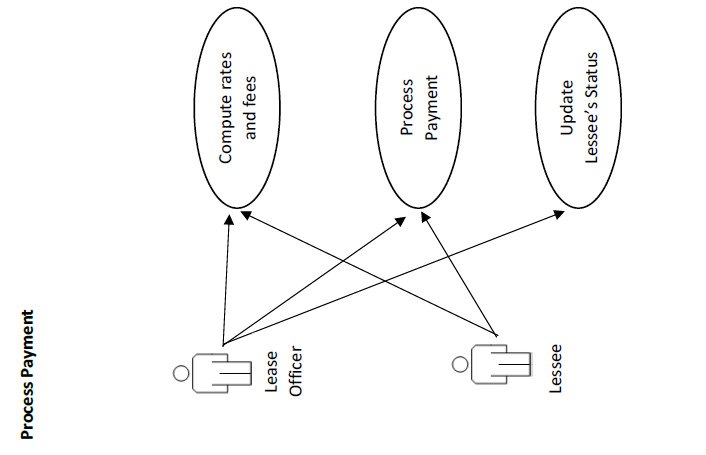 Process Payment
Lease
Officer
Lessee
Compute rates
and fees
Process
Payment
Update
Lessee's Status